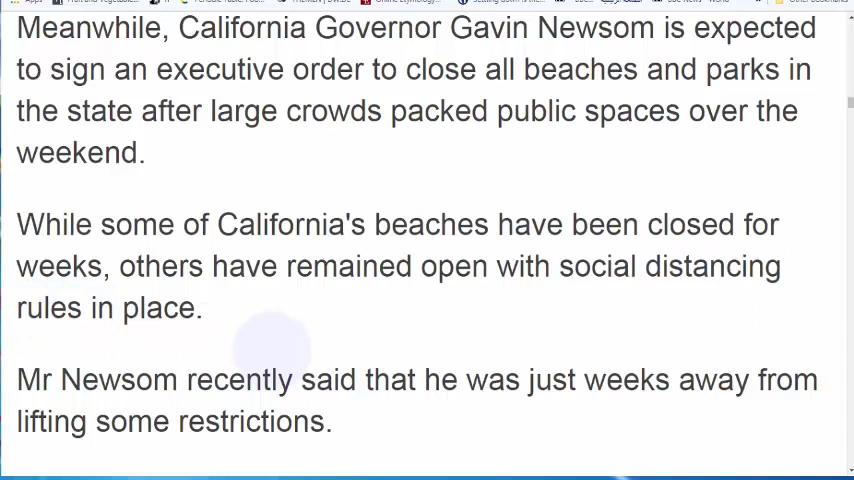 Meanwhile, California Governor Gavin Newsom is expected
to sign an executive order to close all beaches and parks in
the state after large crowds packed public spaces over the
weekend.
While some of California's beaches have been closed for
weeks, others have remained open with social distancing
rules in place.
Mr Newsom recently said that he was just weeks away from
lifting some restrictions.